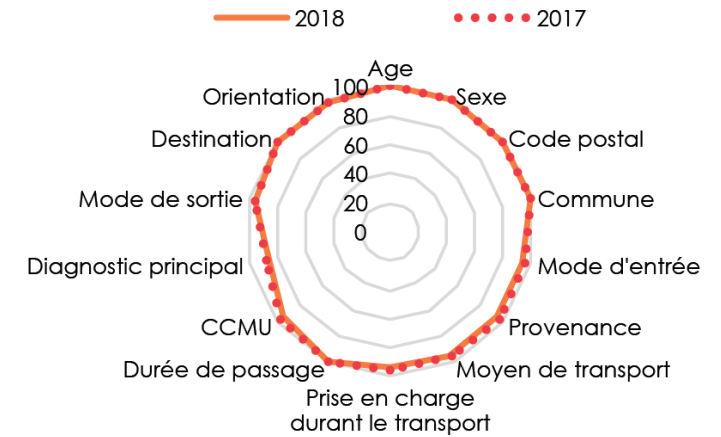 2018
2017
Age
Sexe
Code postal
Commune
Mode d'entrée
Provenance
Moyen de transport
Prise en charge
durant le transport
Durée de passage
CCMU
Diagnostic principal
Mode de sortie
Destination
Orientation
100
80
60
40
20
0